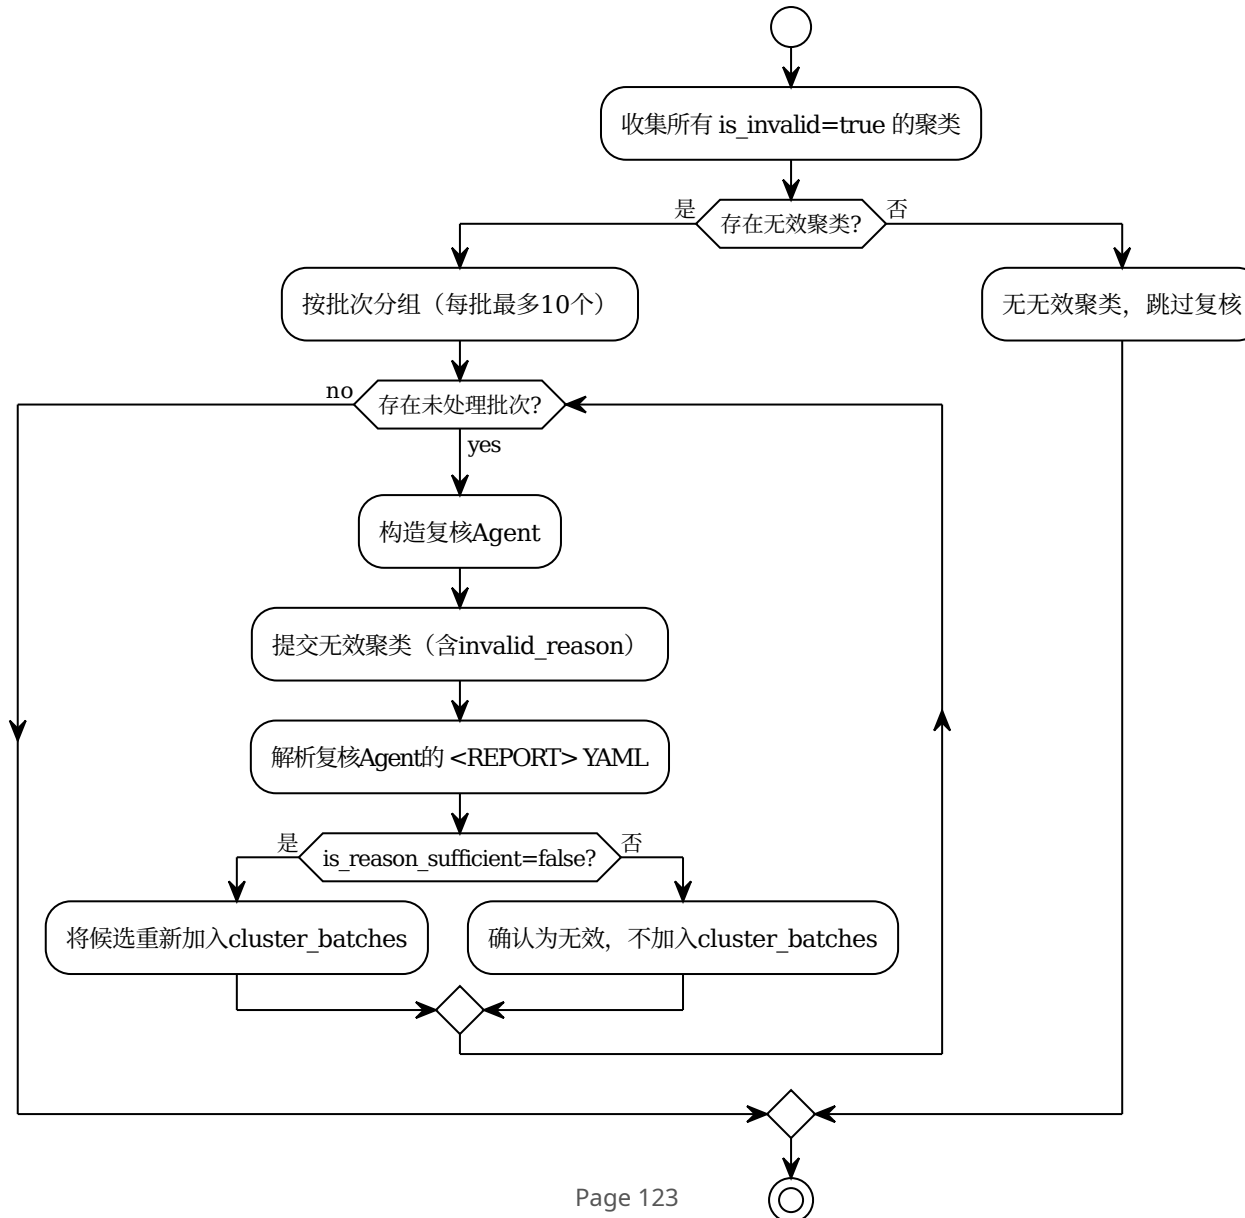 收集所有 is_invalid=true 的聚类
是
存在无效聚类?
否
按批次分组（每批最多10个）
无无效聚类，跳过复核
no
存在未处理批次?
yes
构造复核Agent
提交无效聚类（含invalid_reason）
解析复核Agent的 <REPORT> YAML
是
is_reason_sufficient=false?
否
将候选重新加入cluster_batches
确认为无效，不加入cluster_batches
Page 123